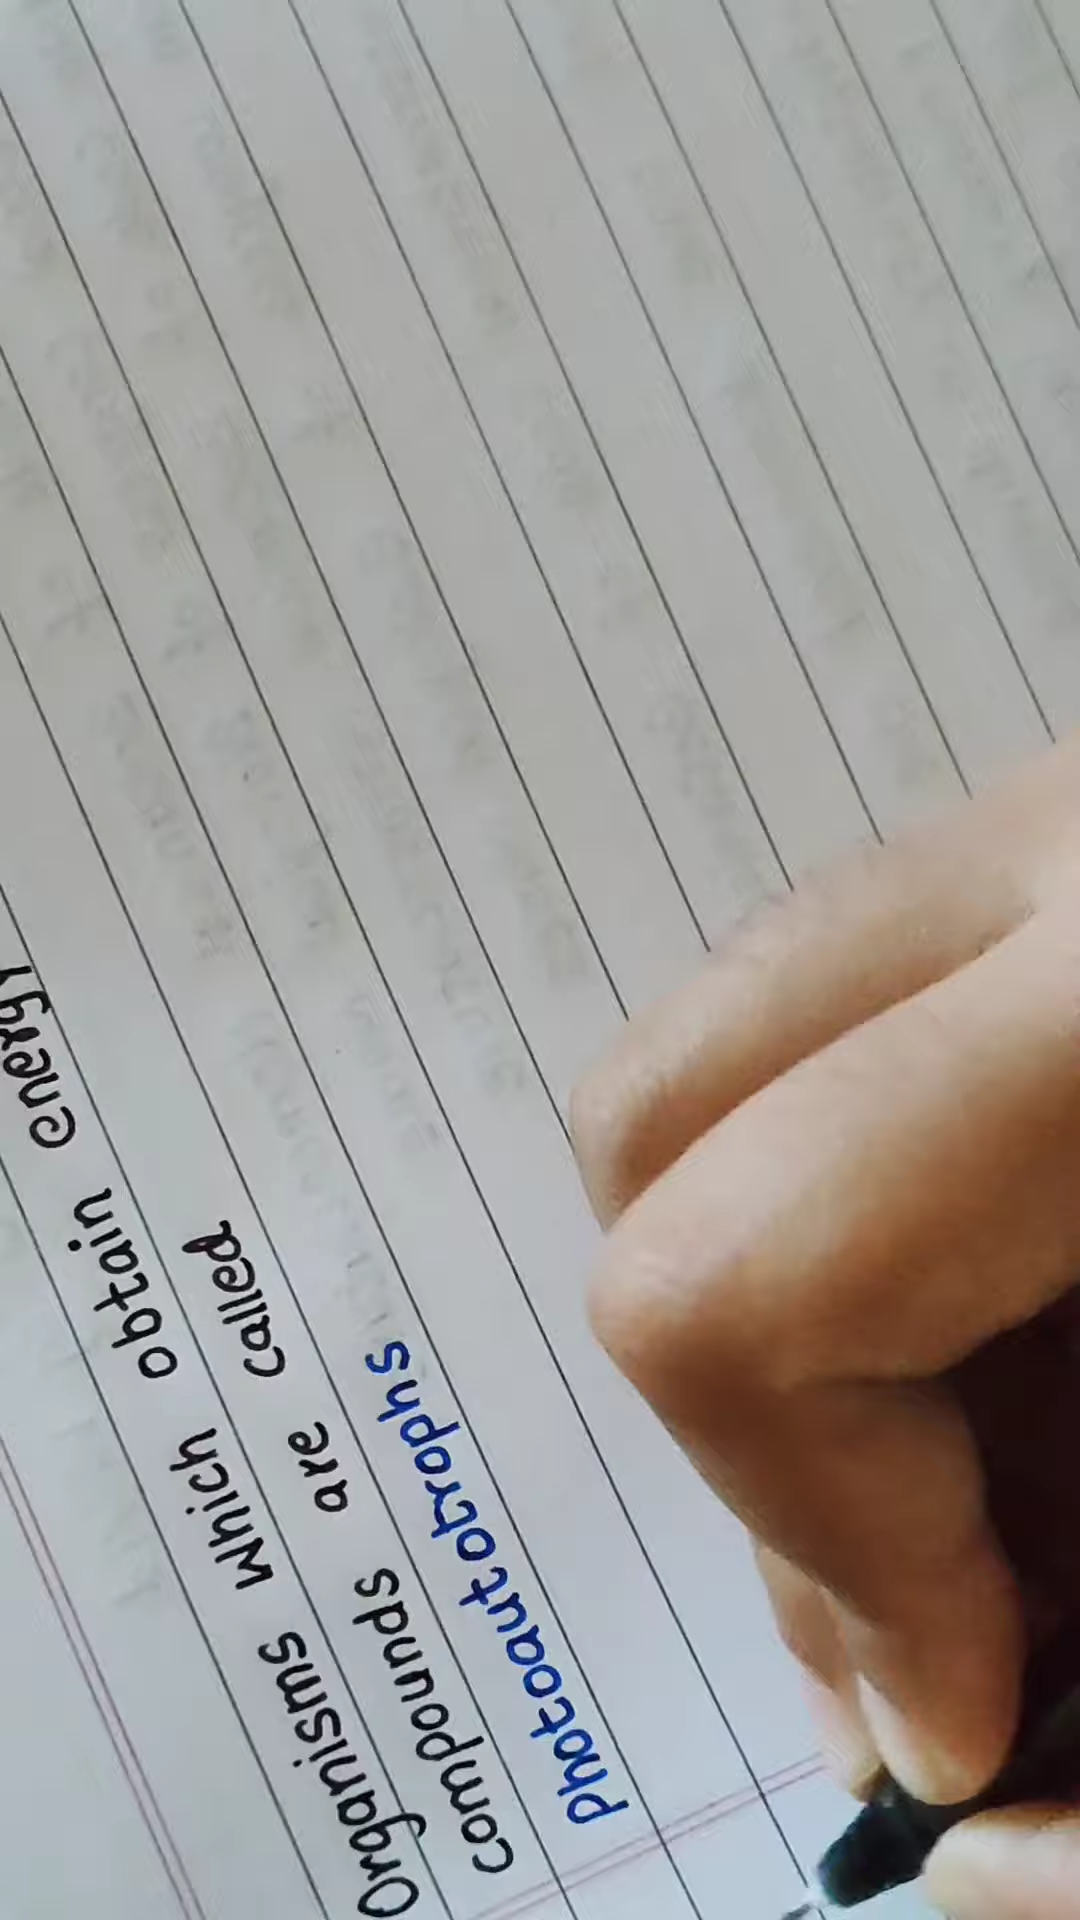 Organisms which obtain energy
compounds are called
Photoautotrophs